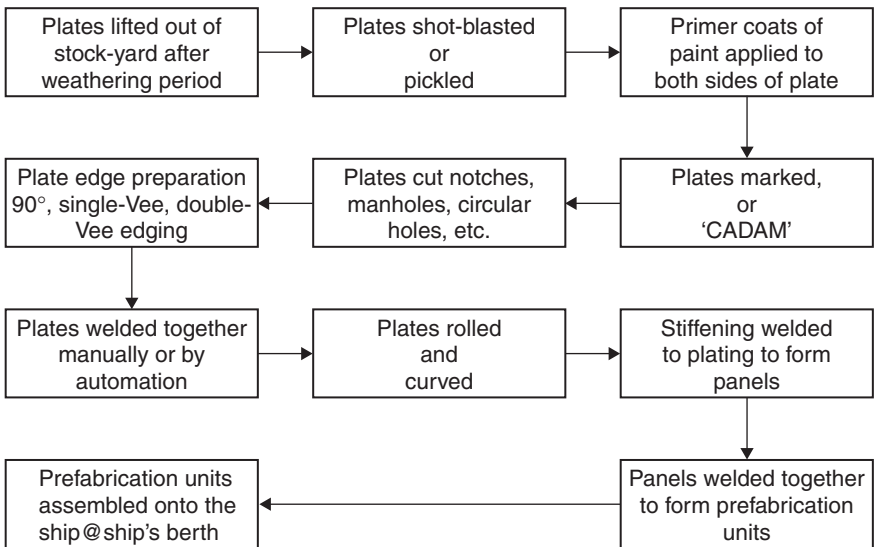 Plates lifted out of
stock-yard after
weathering period
Plates shot-blasted
or
pickled
Primer coats of
paint applied to
both sides of plate
Plates marked,
or
‘CADAM’
Plates cut notches,
manholes, circular
holes, etc.
Plate edge preparation
90°, single-Vee, double-
Vee edging
Plates welded together
manually or by
automation
Plates rolled
and
curved
Stiffening welded
to plating to form
panels
Panels welded together
to form prefabrication
units
Prefabrication units
assembled onto the
ship@ship’s berth